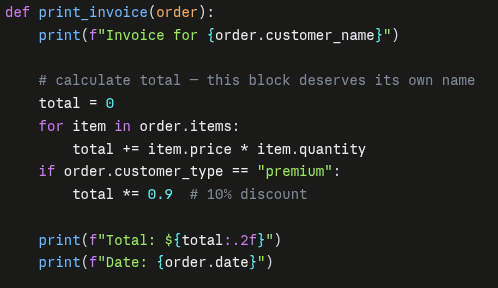 def print_invoice(order):
    print(f"Invoice for {order.customer_name}")

    # calculate total — this block deserves its own name
    total = 0
    for item in order.items:
        total += item.price * item.quantity
    if order.customer_type == "premium":
        total *= 0.9  # 10% discount

    print(f"Total: ${total:.2f}")
    print(f"Date: {order.date}")